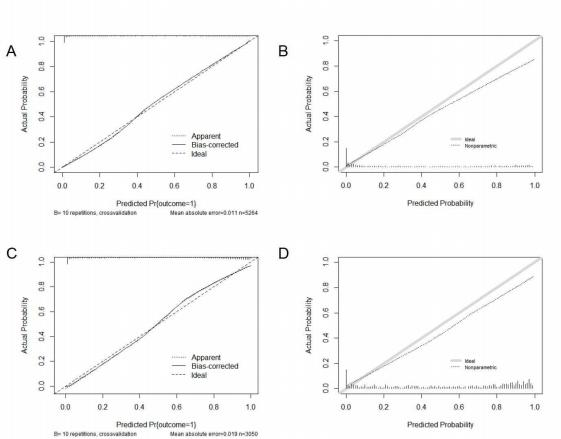 A
Actual Probability
0.0 0.2 0.4 0.6 0.8 1.0
Apparent
Bias-corrected
Ideal
0.0 0.2 0.4 0.6 0.8 1.0
Predicted Pr{outcome=1}
B= 10 repetitions, crossvalidation Mean absolute error=0.011 n=5264
B
Actual Probability
0.0 0.2 0.4 0.6 0.8 1.0
Ideal
Nonparametric
0.0 0.2 0.4 0.6 0.8 1.0
Predicted Probability
C
Actual Probability
0.0 0.2 0.4 0.6 0.8 1.0
Apparent
Bias-corrected
Ideal
0.0 0.2 0.4 0.6 0.8 1.0
Predicted Pr{outcome=1}
B= 10 repetitions, crossvalidation Mean absolute error=0.019 n=3050
D
Actual Probability
0.0 0.2 0.4 0.6 0.8 1.0
Ideal
Nonparametric
0.0 0.2 0.4 0.6 0.8 1.0
Predicted Probability